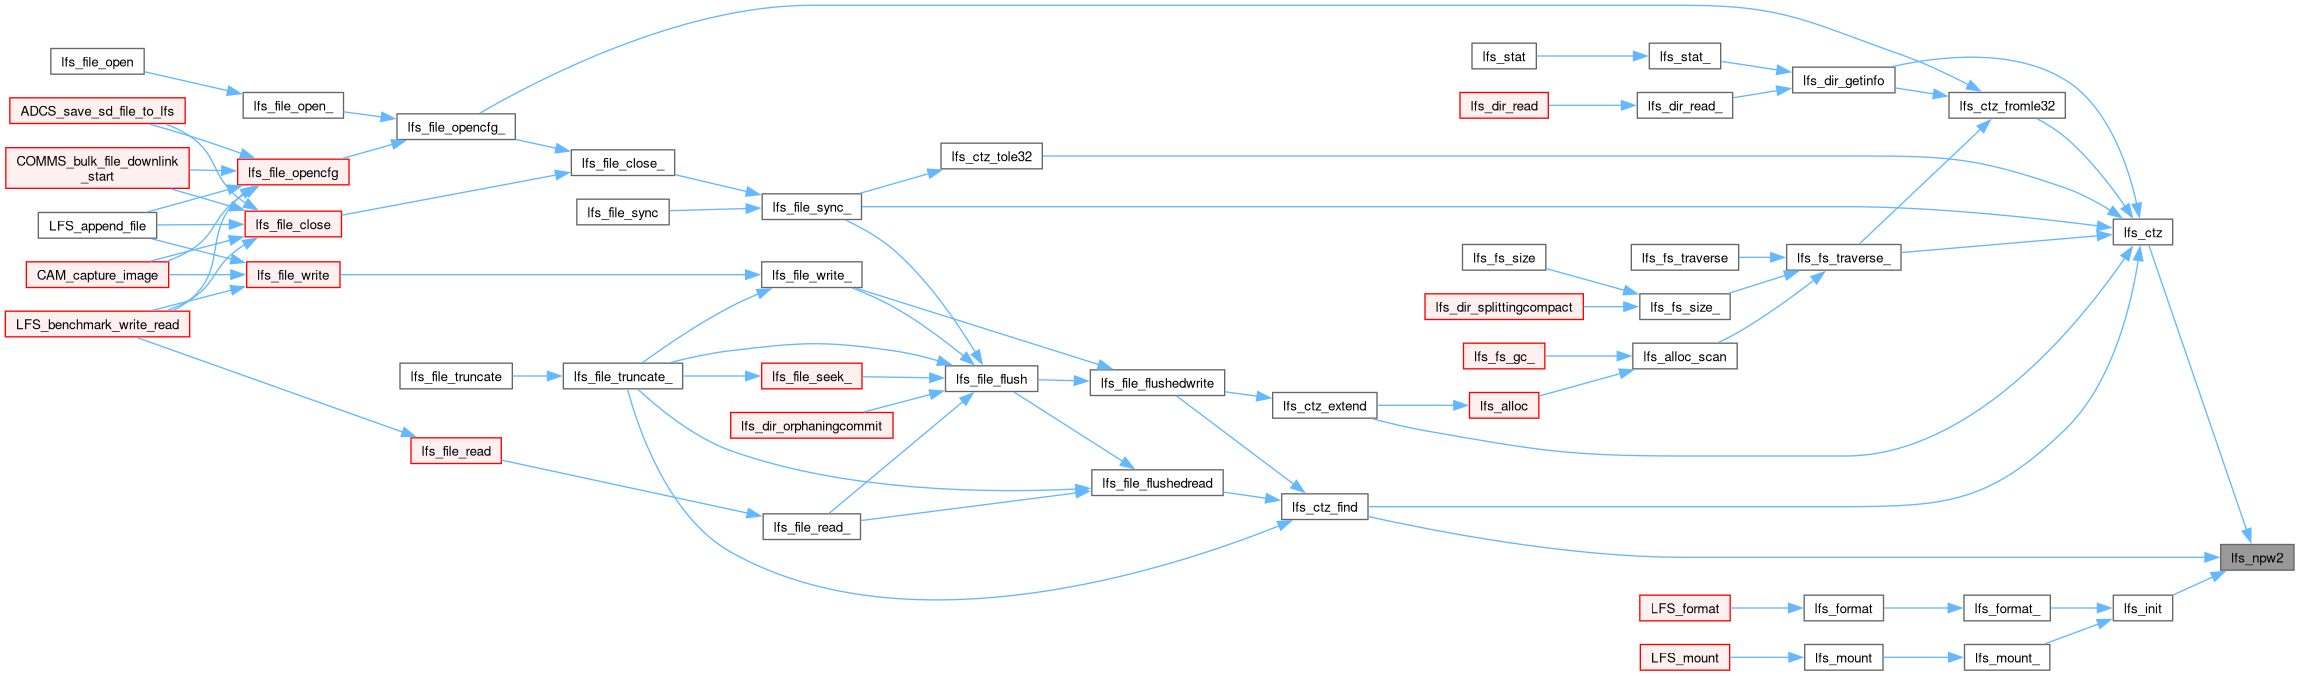 lfs_file_open
ADCS_save_sd_file_to_lfs
COMMS_bulk_file_downlink
_start
LFS_append_file
CAM_capture_image
LFS_benchmark_write_read
lfs_file_open_
lfs_file_opencfg
lfs_file_close
lfs_file_write
lfs_file_opencfg_
lfs_file_truncate
lfs_file_read
lfs_file_close_
lfs_file_sync
lfs_file_truncate_
lfs_file_sync_
lfs_file_write_
lfs_file_seek_
lfs_dir_orphaningcommit
lfs_file_read_
lfs_ctz_tole32
lfs_file_flush
lfs_file_flushedwrite
lfs_file_flushedread
lfs_ctz_extend
lfs_ctz_find
lfs_stat
lfs_dir_read
lfs_fs_size
lfs_dir_splittingcompact
lfs_fs_gc_
lfs_alloc
lfs_stat_
lfs_dir_read_
lfs_fs_traverse
lfs_fs_size_
lfs_alloc_scan
LFS_format
LFS_mount
lfs_dir_getinfo
lfs_fs_traverse_
lfs_format
lfs_mount
lfs_ctz_fromle32
lfs_format_
lfs_mount_
lfs_ctz
lfs_init
lfs_npw2